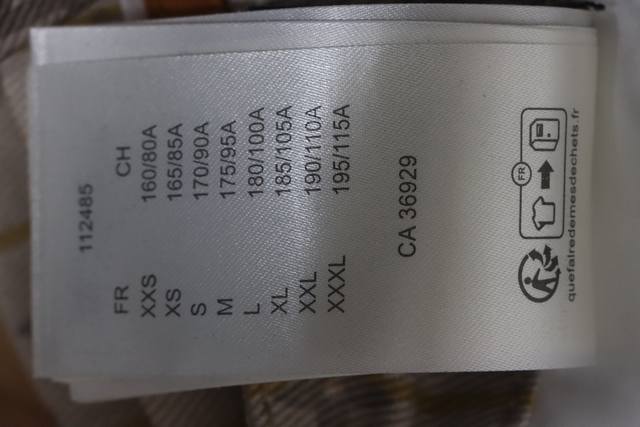 112485
FR CH
XXS 160/80A
XS 165/85A
S 170/90A
M 175/95A
L 180/100A
XL 185/105A
XXL 190/110A
XXXL 195/115A
CA 36929
FR
quefairedemesdechets.fr